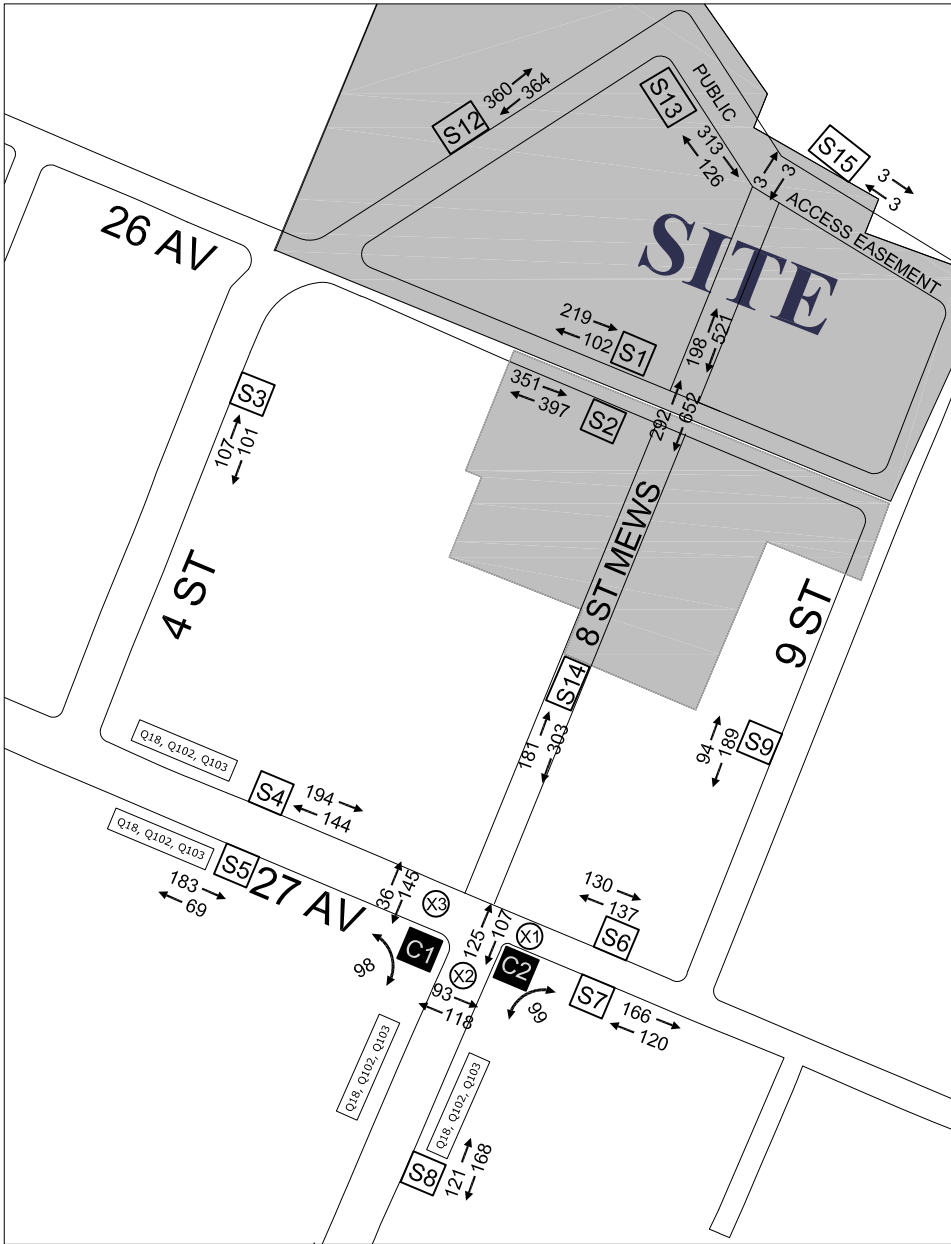 PUBLIC
S13
360
364
S12
313
126
S15
3
3
3
3
ACCESS EASEMENT
26 AV
SITE
219
102
S1
198
521
351
397
S2
292
652
S3
107
101
8 ST MEWS
4 ST
9 ST
S14
181
303
94
189
S9
Q18, Q102, Q103
S4
194
144
Q18, Q102, Q103
S5
183
69
27 AV
36
145
X3
130
137
S6
125
107
X1
C1
C2
98
X2
93
118
99
S7
166
120
Q18, Q102, Q103
Q18, Q102, Q103
S8
121
168